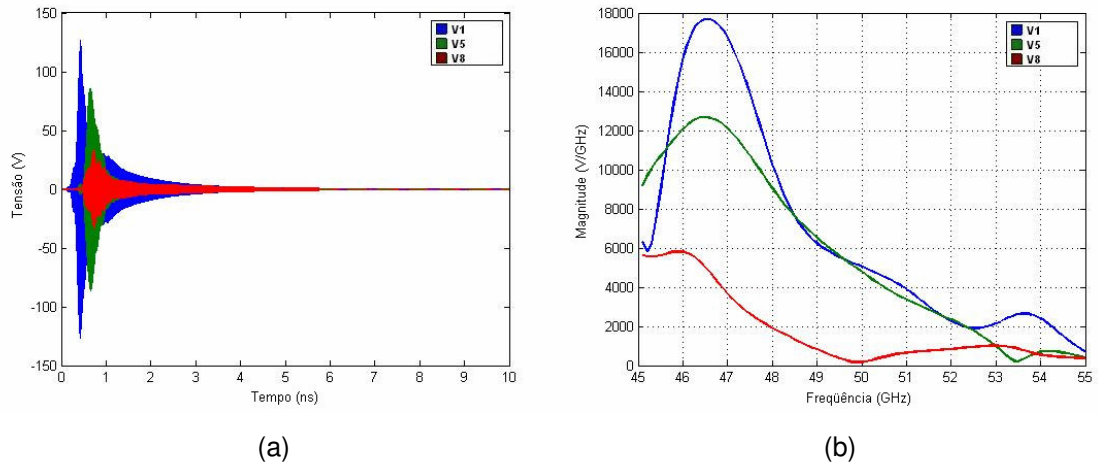 150
100
50
0
-50
-100
-150
Tensão (V)
0 1 2 3 4 5 6 7 8 9 10
Tempo (ns)
V1
V5
V8
(a)
18000
16000
14000
12000
10000
8000
6000
4000
2000
0
Magnitude (V/GHz)
45 46 47 48 49 50 51 52 53 54 55
Freqüência (GHz)
V1
V5
V8
(b)